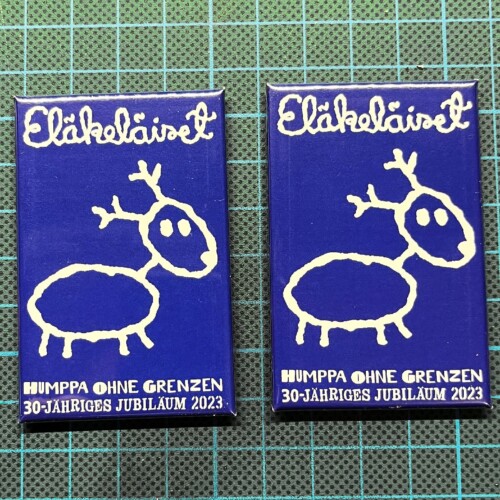 Eläkeläiset
HUMPPA OHNE GRENZEN
30-JÄHRIGES JUBILÄUM 2023
Eläkeläiset
HUMPPA OHNE GRENZEN
30-JÄHRIGES JUBILÄUM 2023